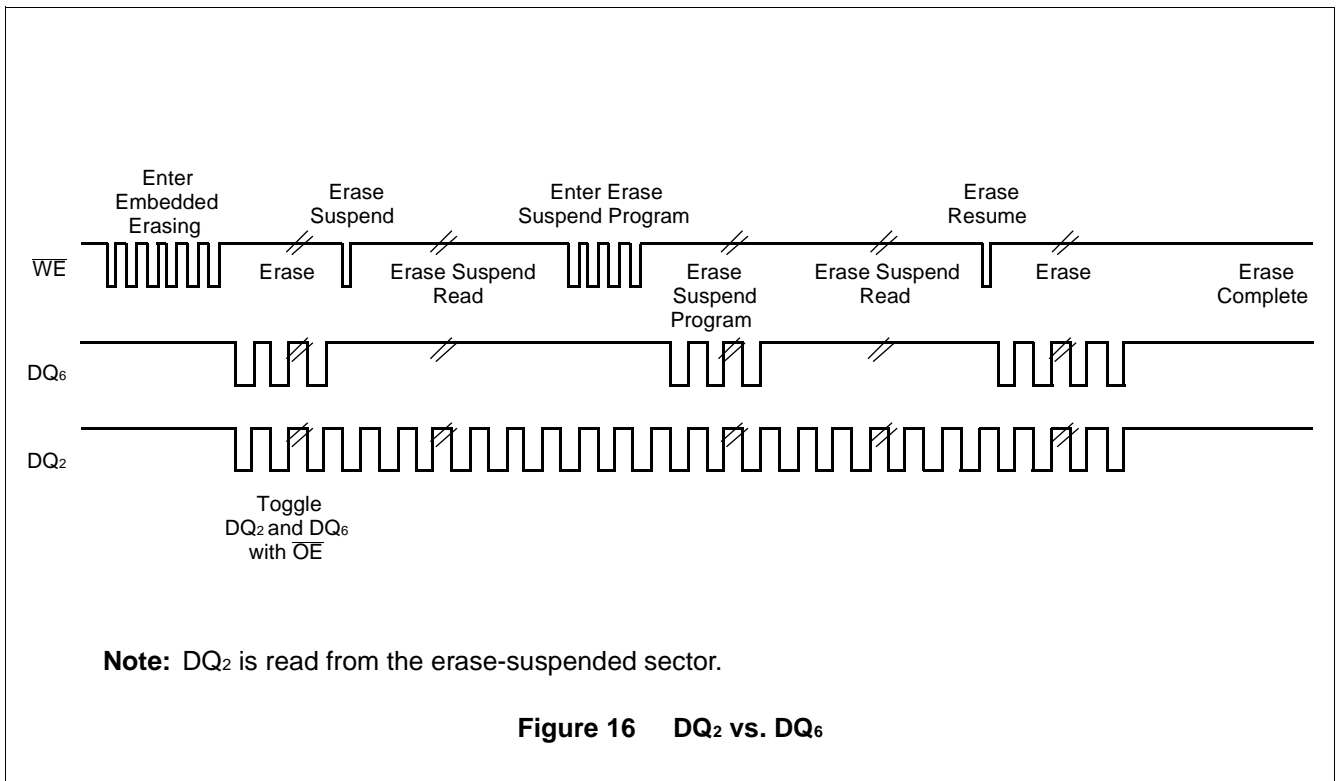 Enter
Embedded
Erasing
Erase
Suspend
Enter Erase
Suspend Program
Erase
Resume
WE
Erase
Erase Suspend
Read
Erase
Suspend
Program
Erase Suspend
Read
Erase
Erase
Complete
DQ6
DQ2
Toggle
DQ2 and DQ6
with OE
Note: DQ2 is read from the erase-suspended sector.
Figure 16 DQ2 vs. DQ6